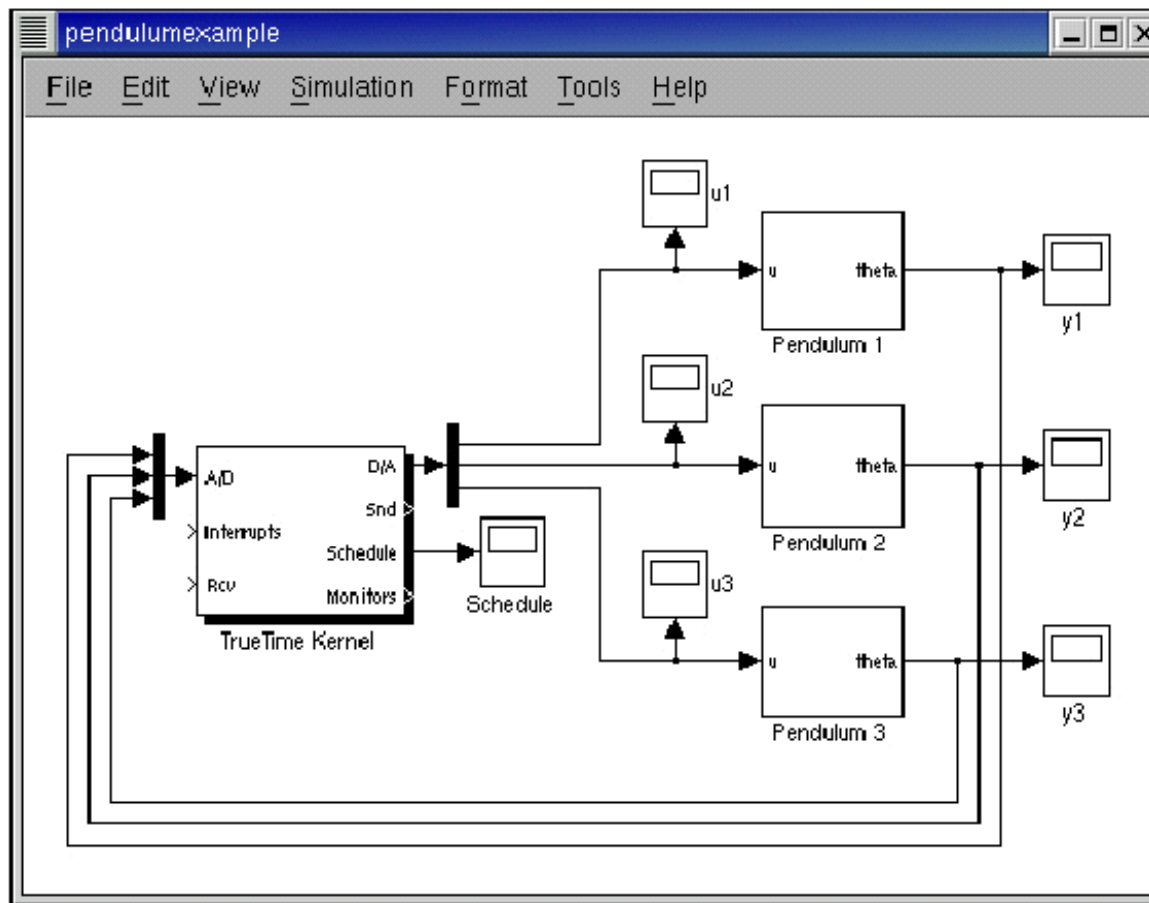 pendulumexample
File Edit View Simulation Format Tools Help
u1
u theta
Pendulum 1
y1
u2
u theta
Pendulum 2
y2
A/D
D/A
Snd
Interrupts
Schedule
Rcv
Monitors
TrueTime Kernel
Schedule
u3
u theta
Pendulum 3
y3